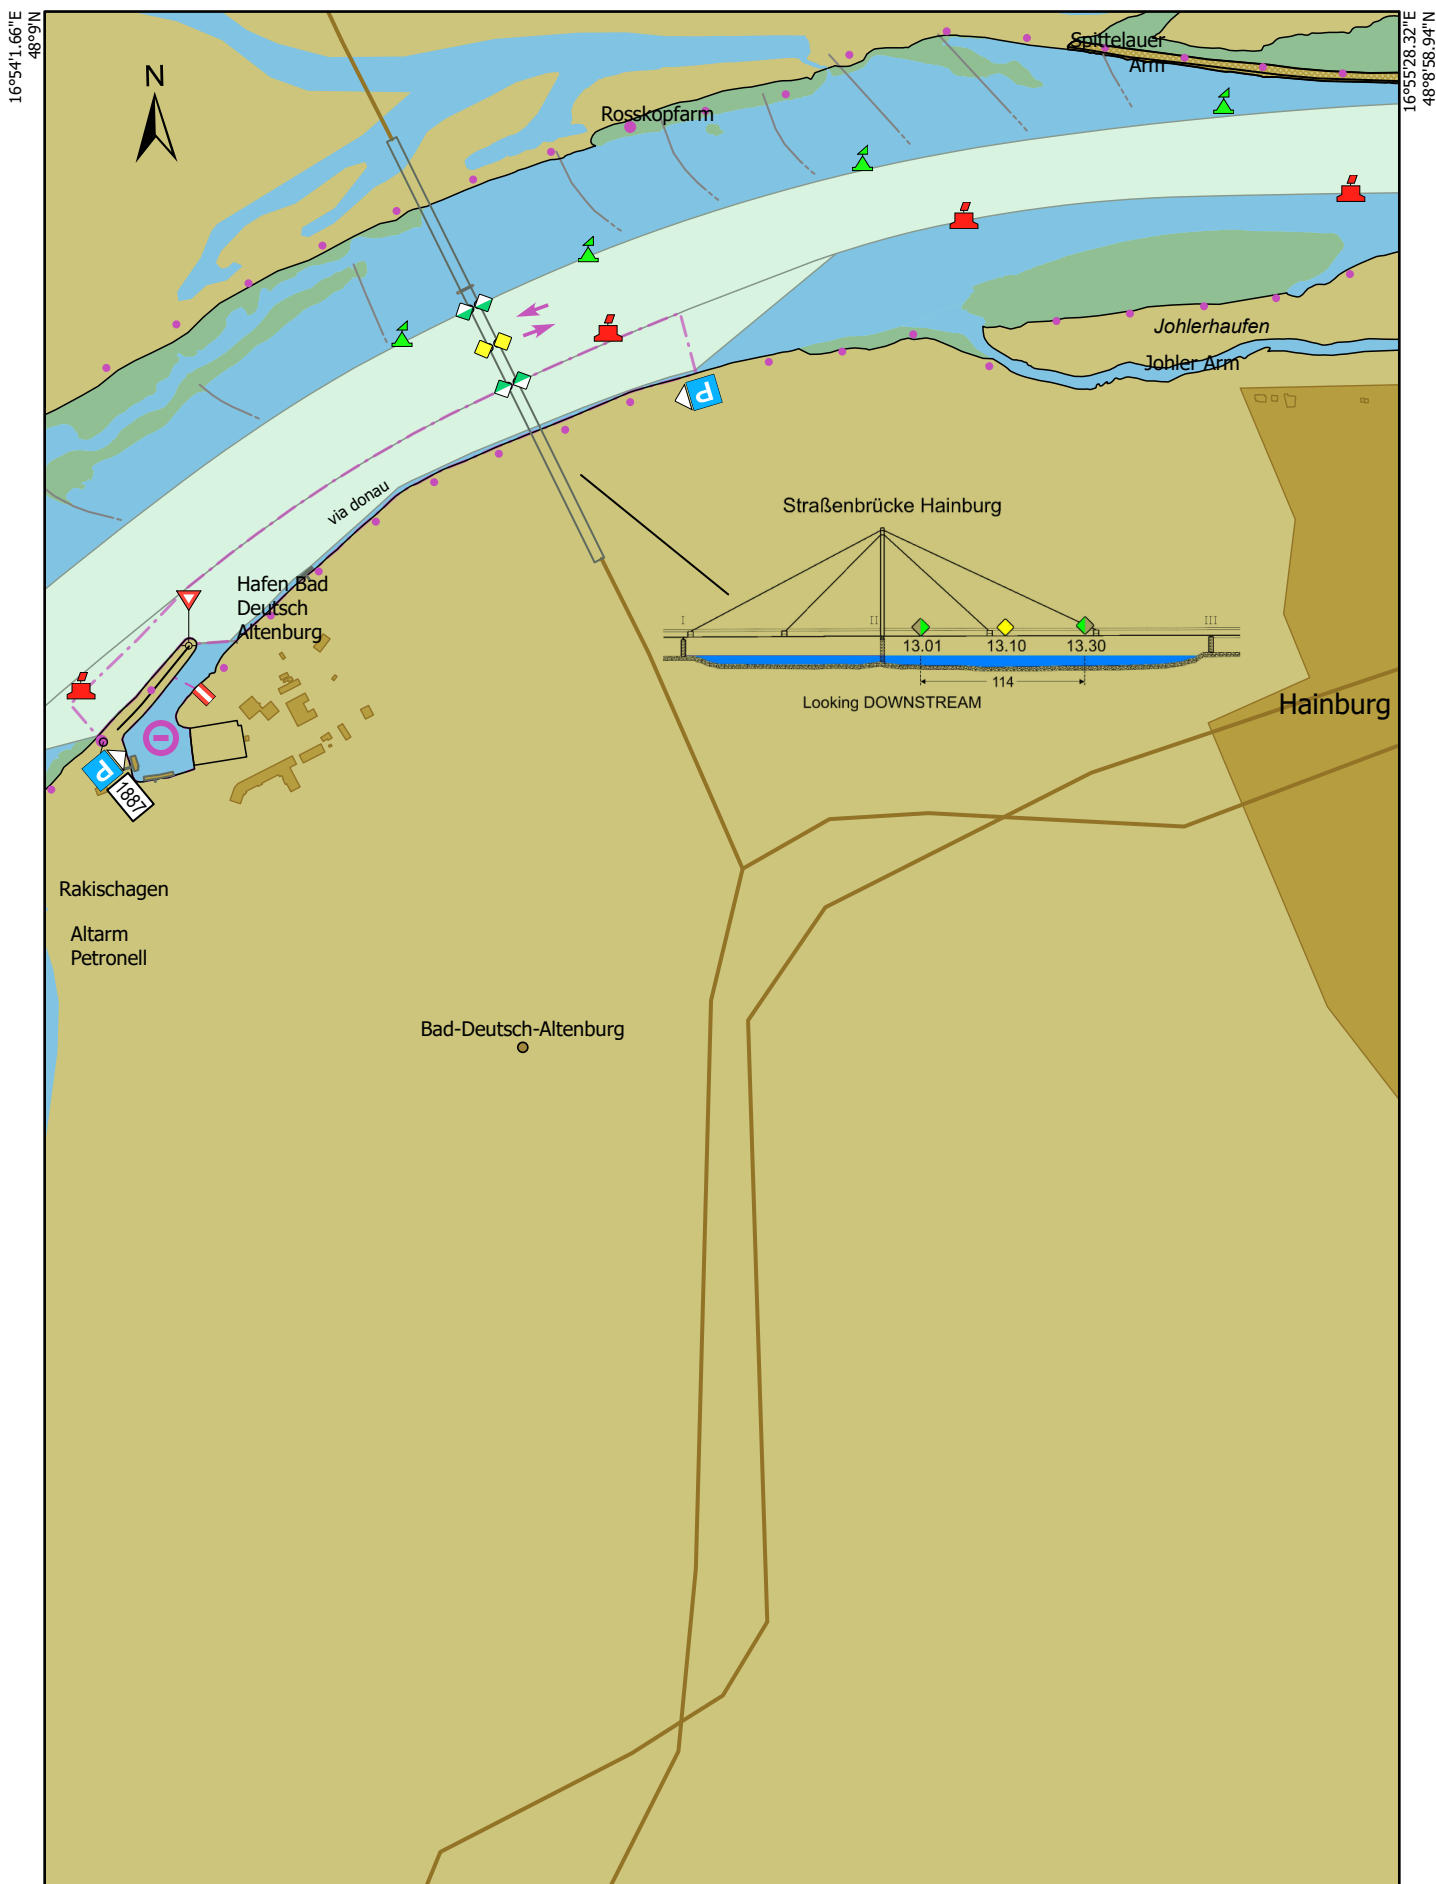 16°54'1.66"E
48°9'N
16°55'28.32"E
48°8'58.94"N
N
Spittelauer
Arm
Rosskopfarm
Johlerhaufen
Johler Arm
P
via donau
Straßenbrücke Hainburg
I
II
III
13.01
13.10
13.30
114
Looking DOWNSTREAM
Hafen Bad
Deutsch
Altenburg
Hainburg
P
1887
Rakischagen
Altarm
Petronell
Bad-Deutsch-Altenburg